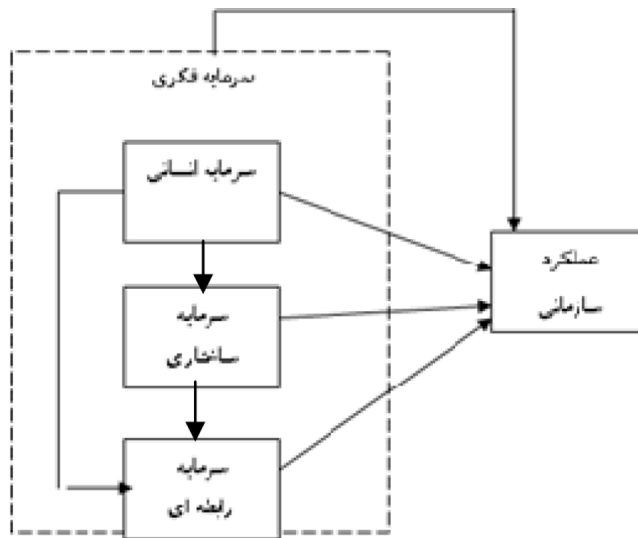 سرمایه فکری
سرمایه انسانی
سرمایه
ساختاری
سرمایه
رابطه ای
عملکرد
سازمانی